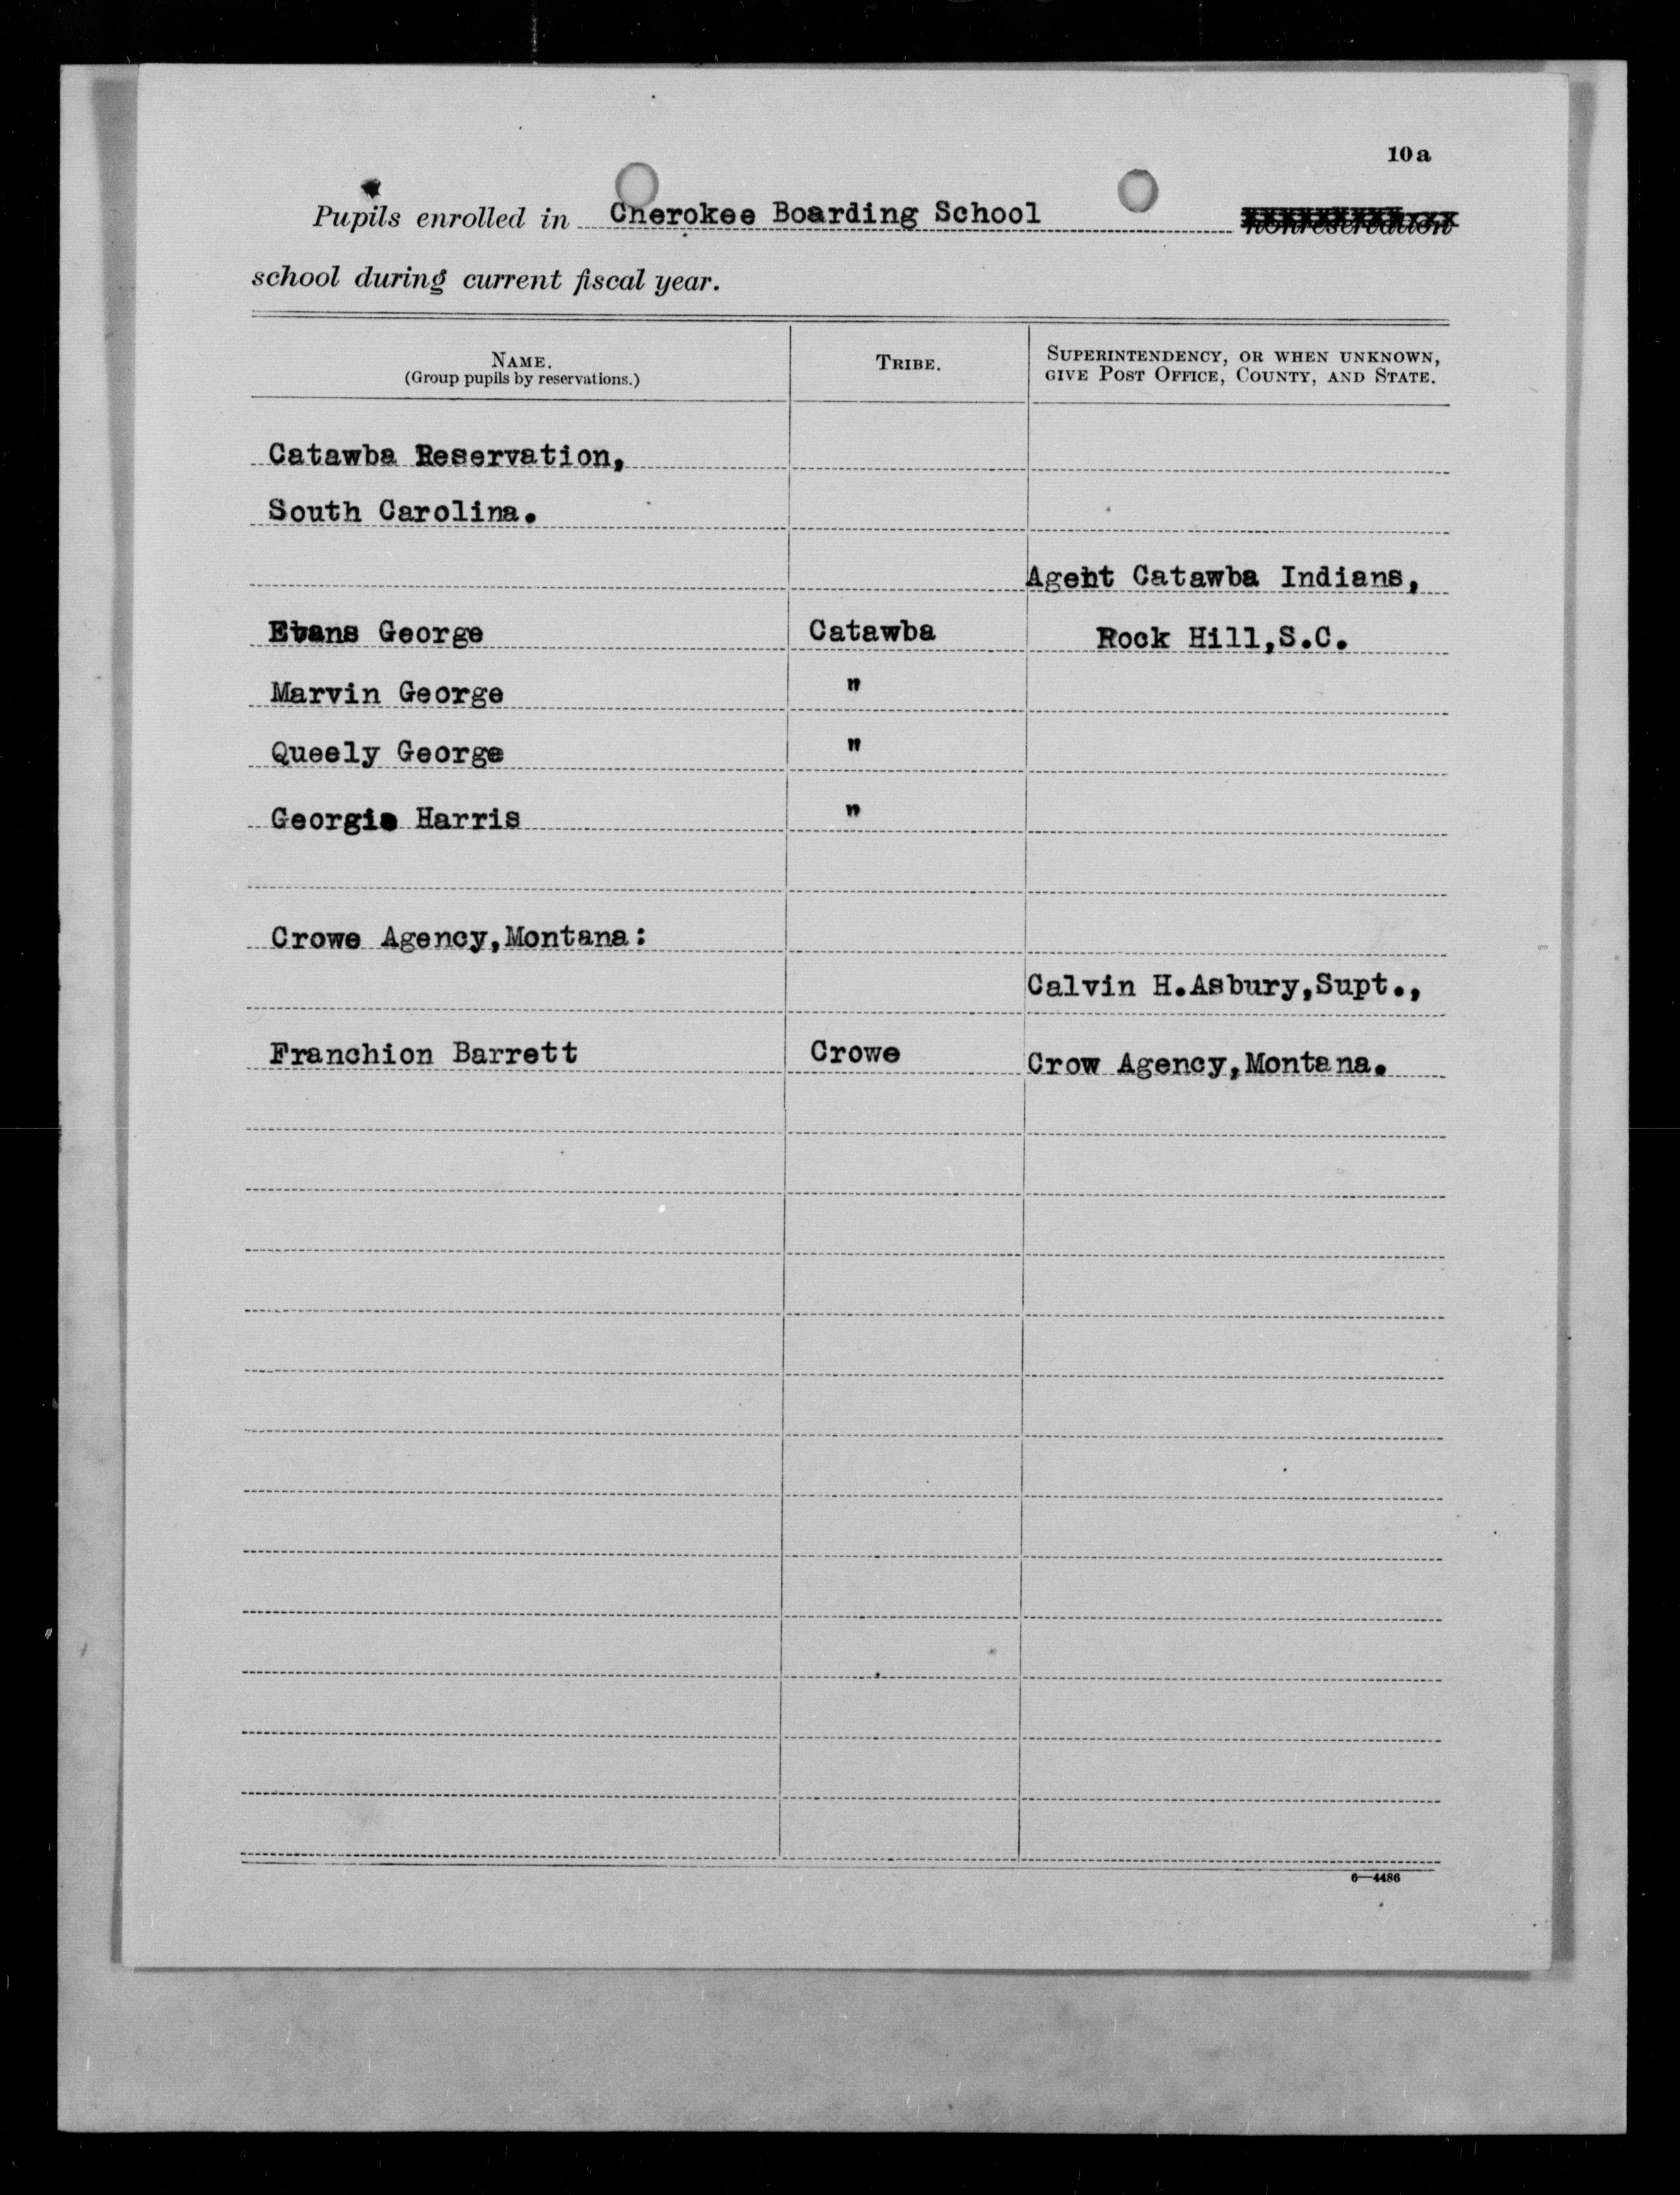 10a
Pupils enrolled in Cherokee Boarding School nonreservation
school during current fiscal year.
NAME.
(Group pupils by reservations.)
TRIBE.
SUPERINTENDENCY, OR WHEN UNKNOWN,
GIVE POST OFFICE, COUNTY, AND STATE.
Catawba Reservation,
South Carolina.
Agent Catawba Indians,
Evans George Catawba Rock Hill,S.C.
Marvin George "
Queely George "
Georgia Harris "
Crowe Agency,Montana:
Calvin H.Asbury,Supt.,
Franchion Barrett Crowe Crow Agency,Montana.
6—4486